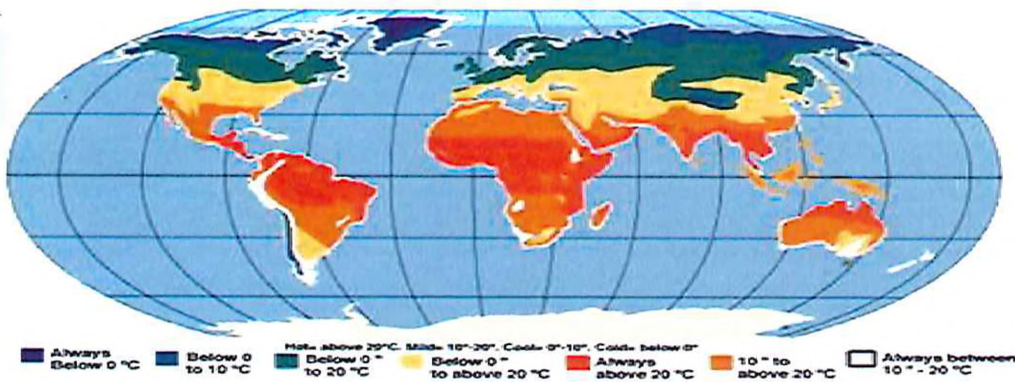 Hot= above 20°C, Mild= 10°-20°, Cool= 0°-10°, Cold= below 0°
Always
Below 0 °C
Below 0
to 10 °C
Below 0 °
to 20 °C
Below 0 °
to above 20 °C
Always
above 20 °C
10 ° to
above 20 °C
Always between
10 ° - 20 °C